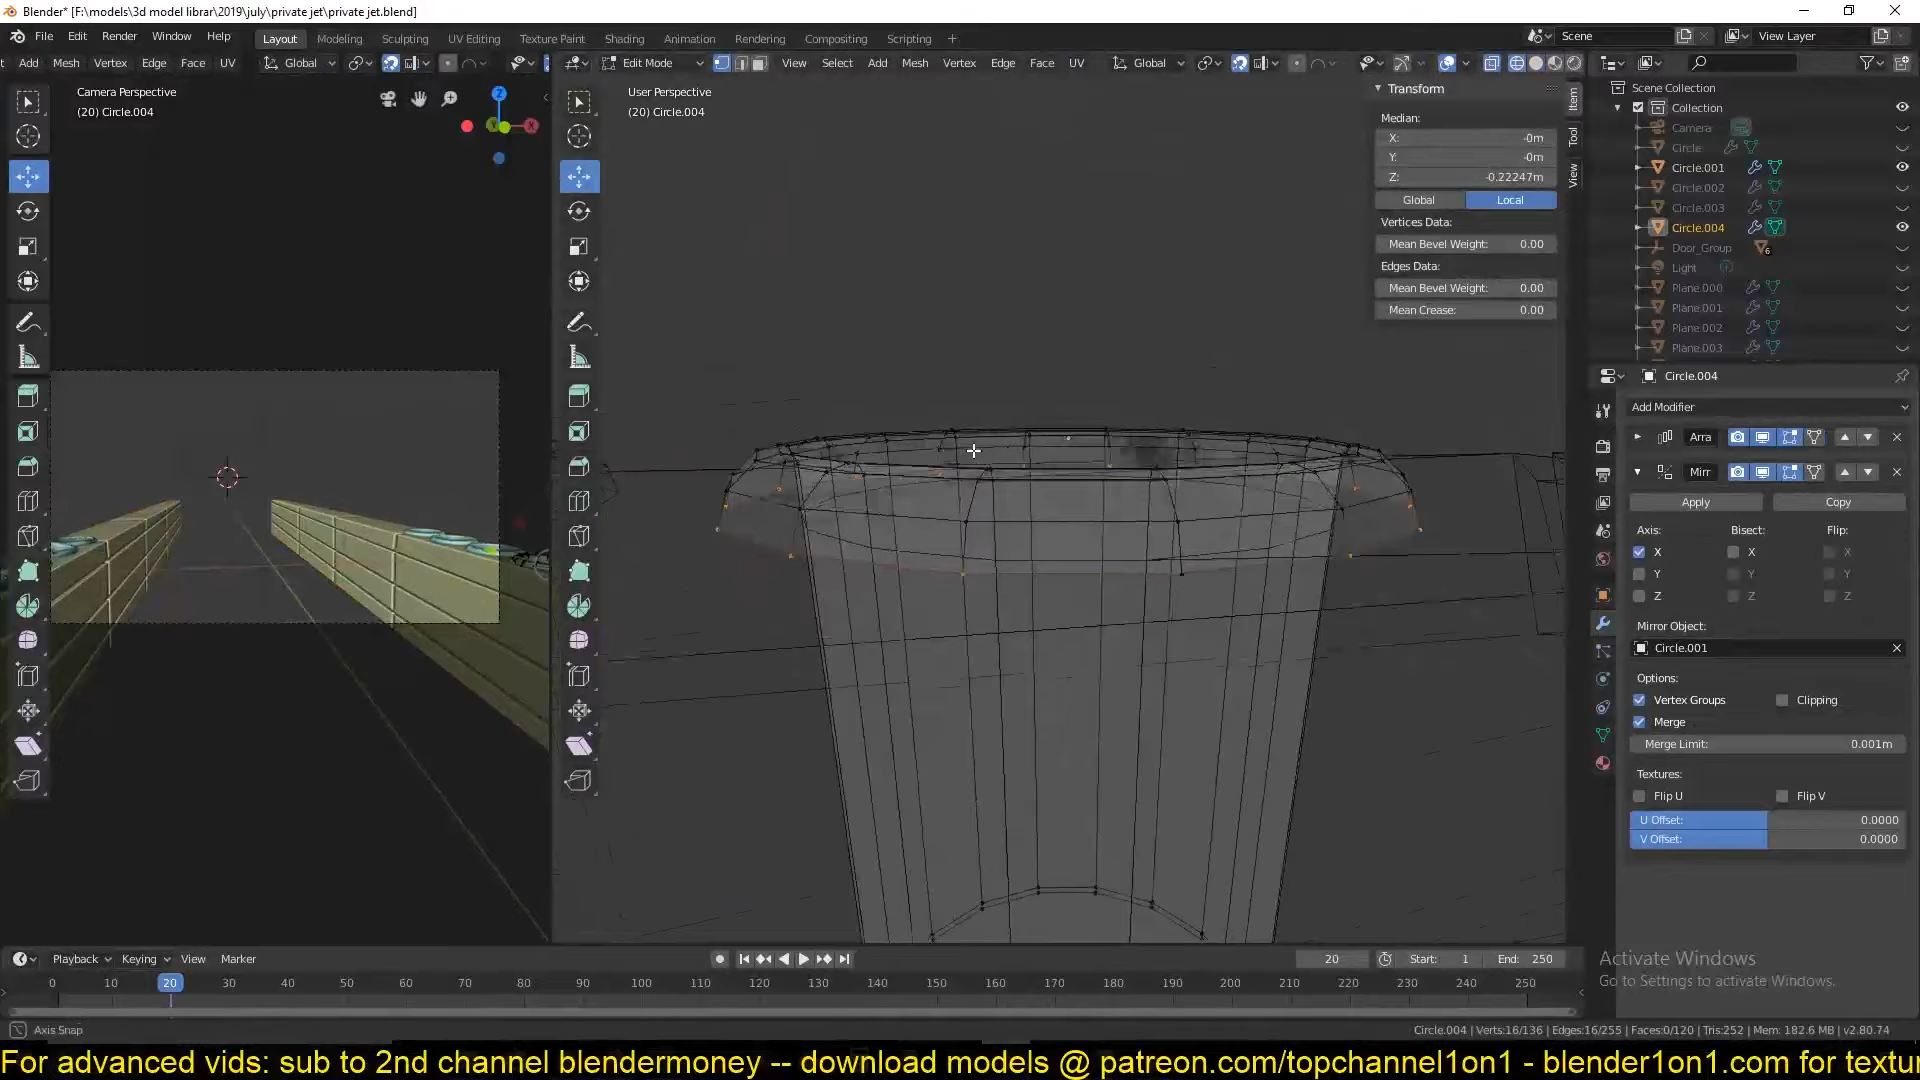 Blender* [F:\models\3d model librar\2019\july\private jet\private jet.blend]
File Edit Render Window Help Layout Modeling Sculpting UV Editing Texture Paint Shading Animation Rendering Compositing Scripting + Scene View Layer
Add Mesh Vertex Edge Face UV Global Edit Mode View Select Add Mesh Vertex Edge Face UV Global
Camera Perspective
(20) Circle.004
User Perspective
(20) Circle.004
Transform
Median:
X: -0m
Y: -0m
Z: -0.22247m
Global Local
Vertices Data:
Mean Bevel Weight: 0.00
Edges Data:
Mean Bevel Weight: 0.00
Mean Crease: 0.00
Item
Tool
View
Scene Collection
Collection
Camera
Circle
Circle.001
Circle.002
Circle.003
Circle.004
Door_Group 6
Light
Plane.000
Plane.001
Plane.002
Plane.003
Circle.004
Add Modifier
Arra
Mirr
Apply Copy
Axis: Bisect: Flip:
X X X
Y Y Y
Z Z Z
Mirror Object:
Circle.001
Options:
Vertex Groups Clipping
Merge
Merge Limit: 0.001m
Textures:
Flip U Flip V
U Offset: 0.0000
V Offset: 0.0000
Activate Windows
Go to Settings to activate Windows.
Playback Keying View Marker 20 Start: 1 End: 250
0 10 20 30 40 50 60 70 80 90 100 110 120 130 140 150 160 170 180 190 200 210 220 230 240 250
Axis Snap
Circle.004 | Verts:16/136 | Edges:16/255 | Faces:0/120 | Tris:252 | Mem: 182.6 MB | v2.80.74
For advanced vids: sub to 2nd channel blendermoney -- download models @ patreon.com/topchannel1on1 - blender1on1.com for textur